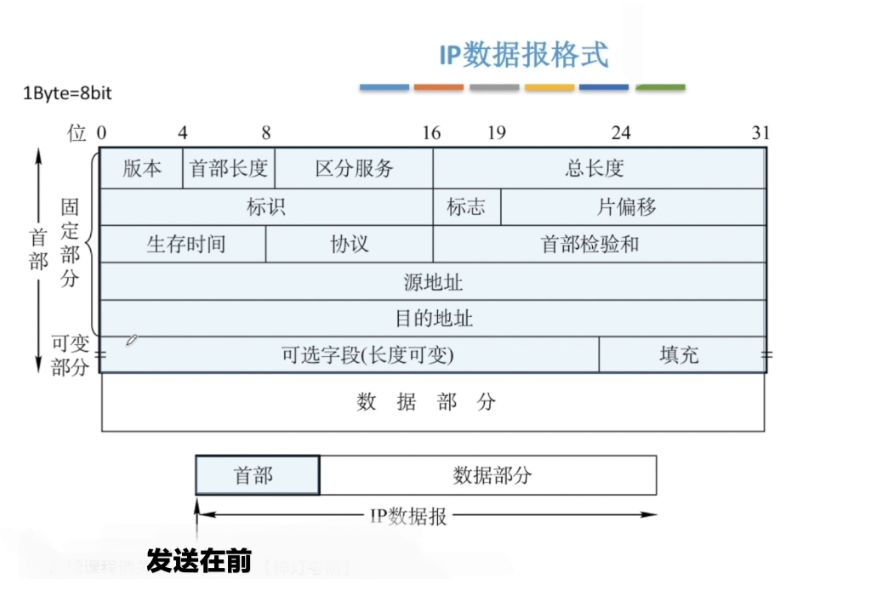 IP数据报格式
1Byte=8bit
位 0 4 8 16 19 24 31
版本 首部长度 区分服务 总长度
标识 标志 片偏移
生存时间 协议 首部检验和
源地址
目的地址
可选字段(长度可变) 填充
数 据 部 分
首部
固定部分
可变部分
首部 数据部分
IP数据报
发送在前